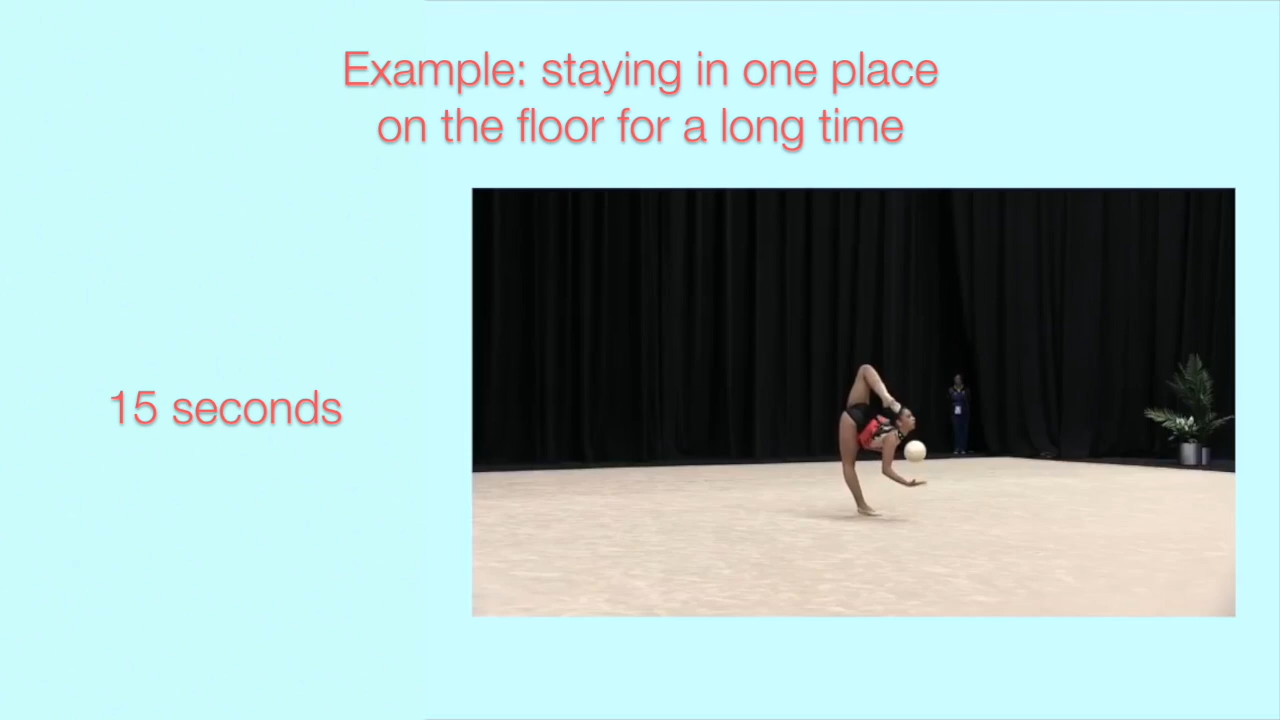 Example: staying in one place
on the floor for a long time
15 seconds